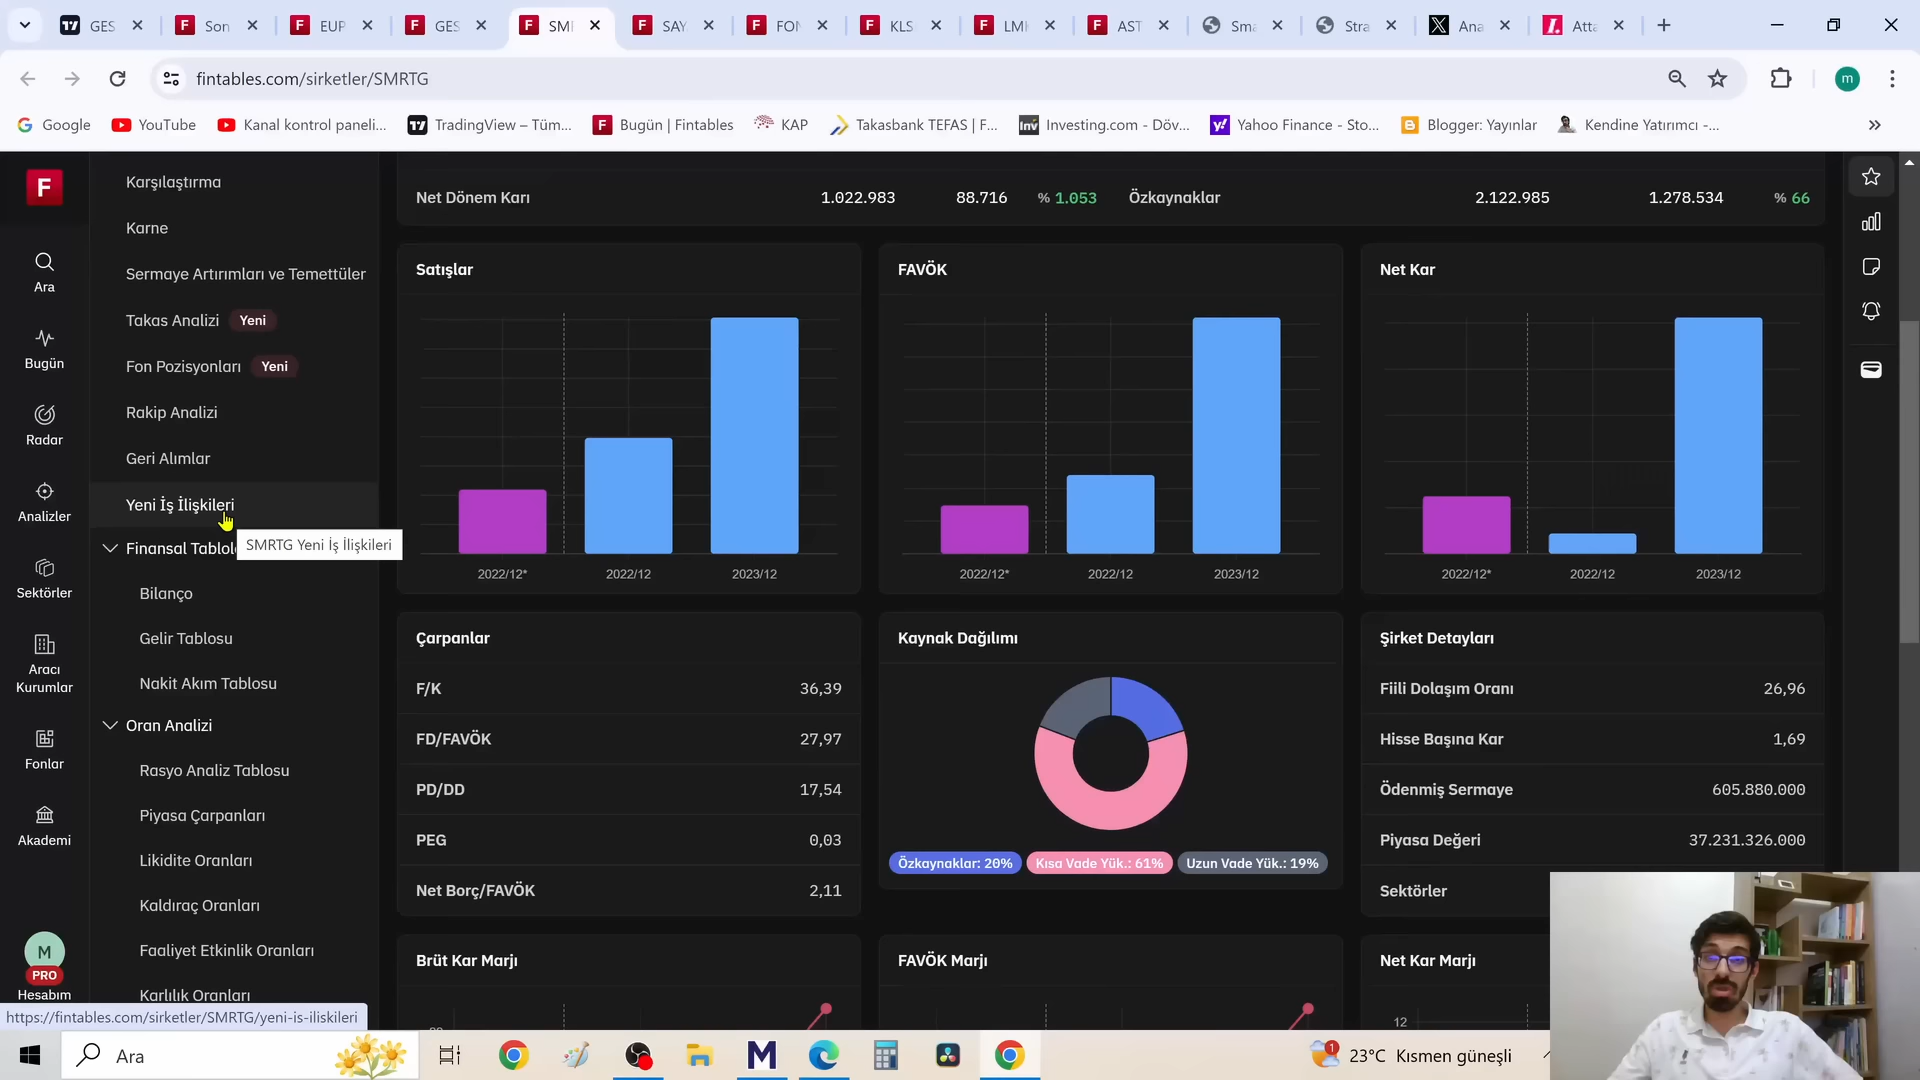 GES
Son
EUP
GES
SMI
SAY
FON
KLS
LMK
AST
Sma
Stra
Ana
Atta
fintables.com/sirketler/SMRTG
m
Google
YouTube
Kanal kontrol paneli...
TradingView – Tüm...
Bugün | Fintables
KAP
Takasbank TEFAS | F...
Investing.com - Döv...
Yahoo Finance - Sto...
Blogger: Yayınlar
Kendine Yatırımcı -...
F
Ara
Bugün
Radar
Analizler
Sektörler
Aracı
Kurumlar
Fonlar
Akademi
M
PRO
Hesabım
Karşılaştırma
Karne
Sermaye Artırımları ve Temettüler
Takas Analizi Yeni
Fon Pozisyonları Yeni
Rakip Analizi
Geri Alımlar
Yeni İş İlişkileri
SMRTG Yeni İş İlişkileri
Finansal Tablolo
Bilanço
Gelir Tablosu
Nakit Akım Tablosu
Oran Analizi
Rasyo Analiz Tablosu
Piyasa Çarpanları
Likidite Oranları
Kaldıraç Oranları
Faaliyet Etkinlik Oranları
Karlılık Oranları
Net Dönem Karı 1.022.983 88.716 % 1.053 Özkaynaklar 2.122.985 1.278.534 % 66
Satışlar
2022/12* 2022/12 2023/12
FAVÖK
2022/12* 2022/12 2023/12
Net Kar
2022/12* 2022/12 2023/12
Çarpanlar
F/K 36,39
FD/FAVÖK 27,97
PD/DD 17,54
PEG 0,03
Net Borç/FAVÖK 2,11
Kaynak Dağılımı
Özkaynaklar: 20% Kısa Vade Yük.: 61% Uzun Vade Yük.: 19%
Şirket Detayları
Fiili Dolaşım Oranı 26,96
Hisse Başına Kar 1,69
Ödenmiş Sermaye 605.880.000
Piyasa Değeri 37.231.326.000
Sektörler
Brüt Kar Marjı
FAVÖK Marjı
Net Kar Marjı
12
https://fintables.com/sirketler/SMRTG/yeni-is-iliskileri
Ara
1
23°C Kısmen güneşli